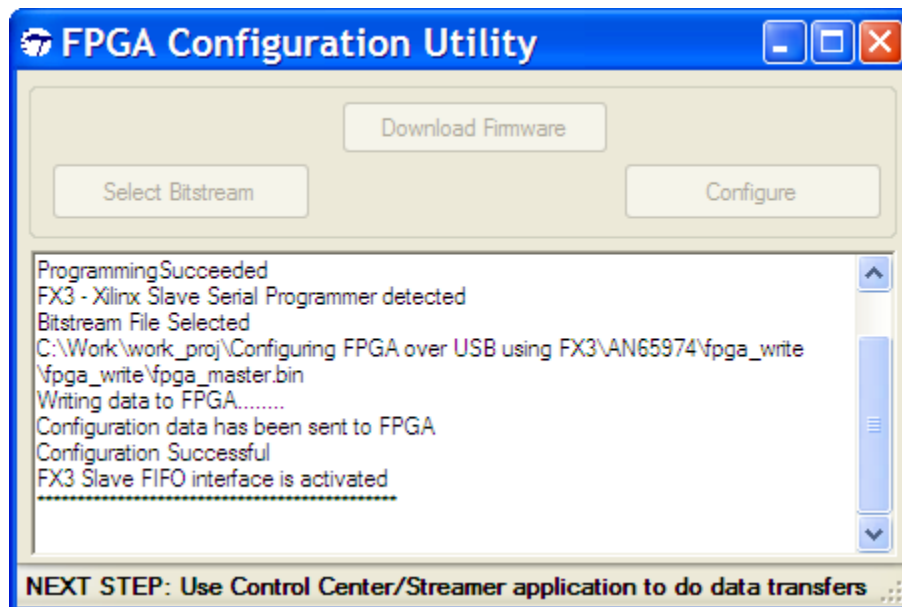 FPGA Configuration Utility
Download Firmware
Select Bitstream
Configure
ProgrammingSucceeded
FX3 - Xilinx Slave Serial Programmer detected
Bitstream File Selected
C:\Work\work_proj\Configuring FPGA over USB using FX3\AN65974\fpga_write
\fpga_write\fpga_master.bin
Writing data to FPGA........
Configuration data has been sent to FPGA
Configuration Successful
FX3 Slave FIFO interface is activated
NEXT STEP: Use Control Center/Streamer application to do data transfers